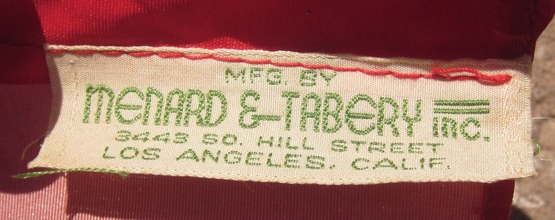 MFG. BY
MENARD & TABERY INC.
3443 SO. HILL STREET
LOS ANGELES, CALIF.